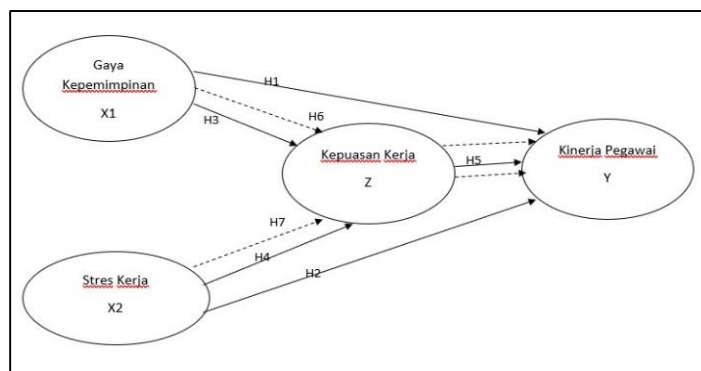 Gaya
Kepemimpinan
X1
H1
H6
H3
Kepuasan Kerja
Z
H5
Kinerja Pegawai
Y
H7
H4
H2
Stres Kerja
X2